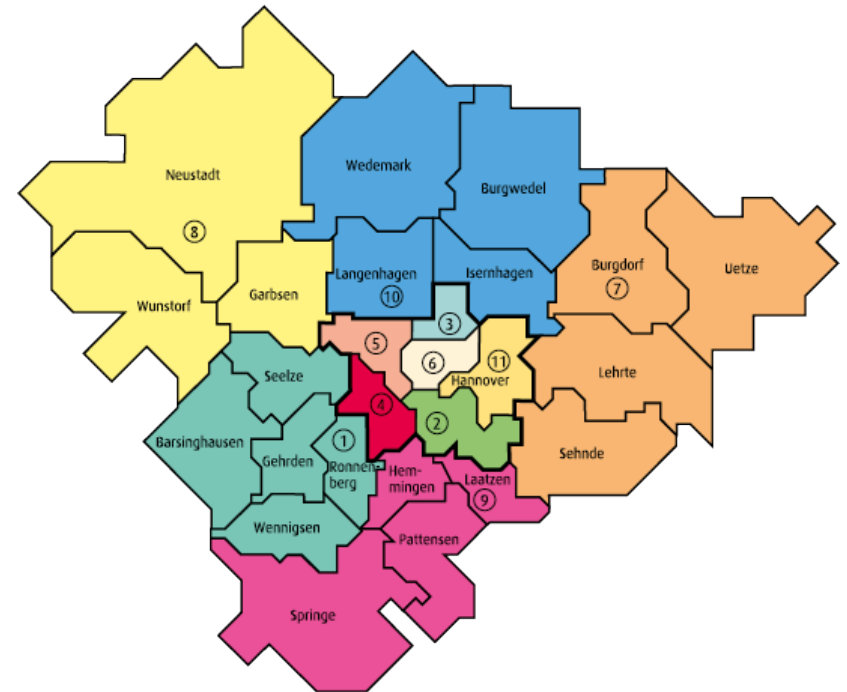 Neustadt
8
Wedemark
Burgwedel
Langenhagen
10
Isernhagen
Burgdorf
7
Uetze
Wunstorf
Garbsen
3
5
6
11
Hannover
Lehrte
Seelze
4
2
Barsinghausen
1
Gehrden
Ronnen-
berg
Hem-
mingen
Laatzen
9
Sehnde
Wennigsen
Pattensen
Springe